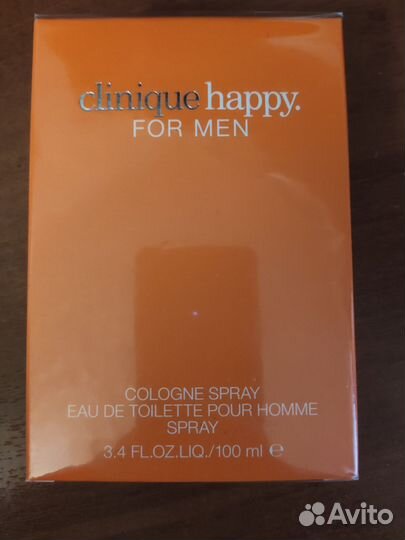 clinique happy.
FOR MEN
COLOGNE SPRAY
EAU DE TOILETTE POUR HOMME
SPRAY
3.4 FL.OZ.LIQ./100 ml ℮
Avito